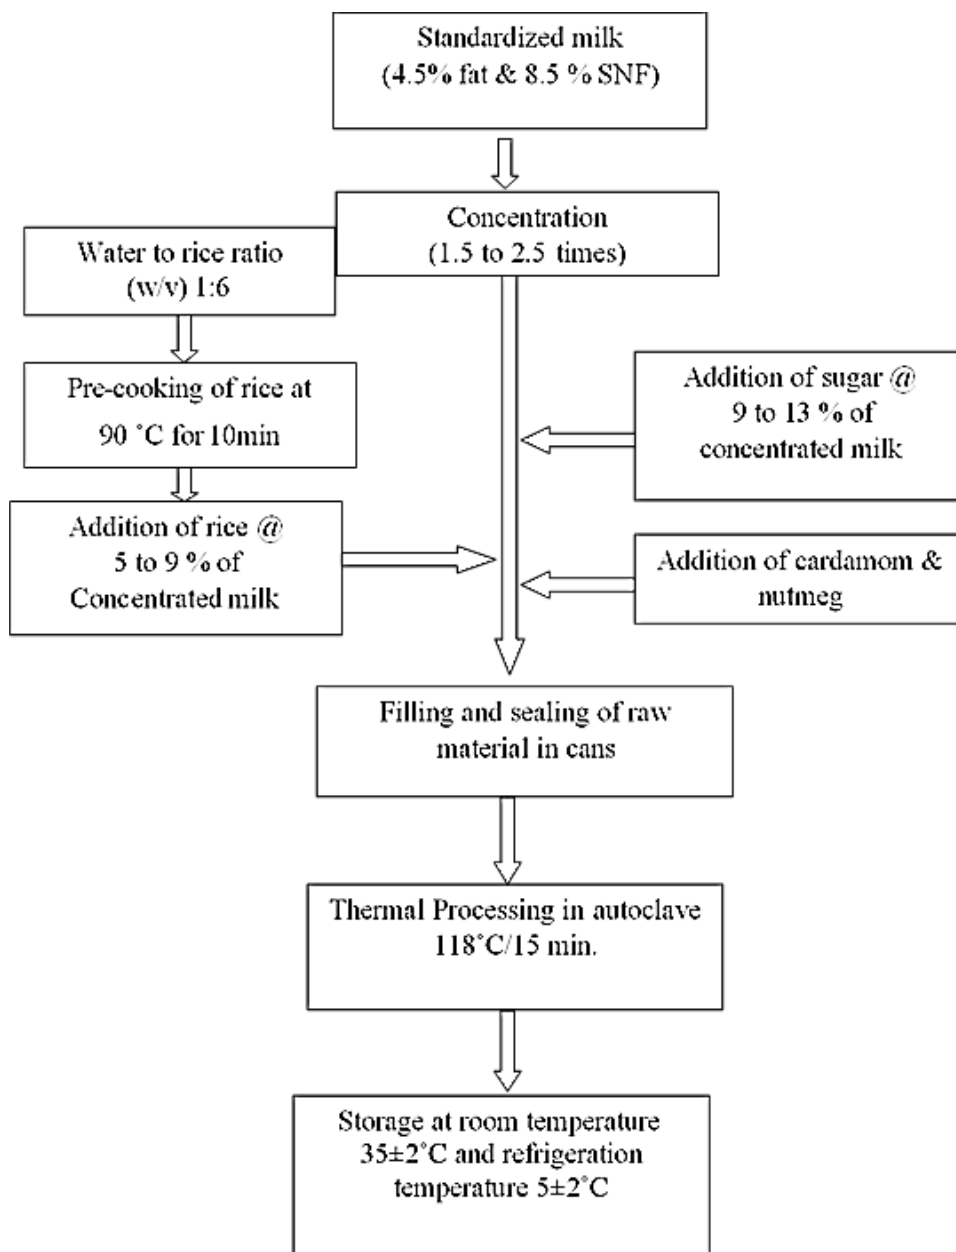 Standardized milk
(4.5% fat & 8.5 % SNF)
Concentration
(1.5 to 2.5 times)
Water to rice ratio
(w/v) 1:6
Pre-cooking of rice at
90 ˚C for 10min
Addition of sugar @
9 to 13 % of
concentrated milk
Addition of rice @
5 to 9 % of
Concentrated milk
Addition of cardamom &
nutmeg
Filling and sealing of raw
material in cans
Thermal Processing in autoclave
118˚C/15 min.
Storage at room temperature
35±2˚C and refrigeration
temperature 5±2˚C